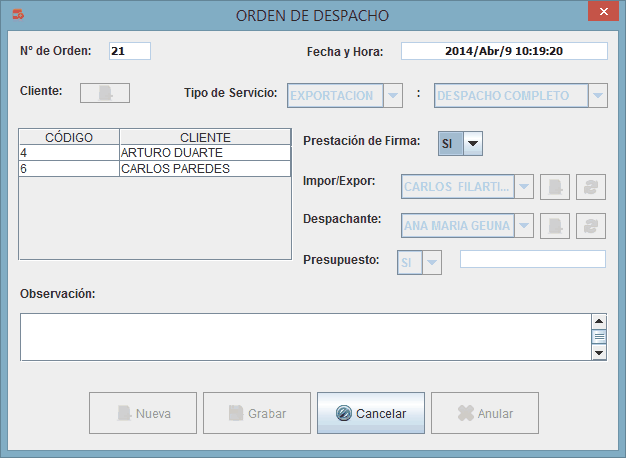 ORDEN DE DESPACHO
Nº de Orden: 21 Fecha y Hora: 2014/Abr/9 10:19:20
Cliente: Tipo de Servicio: EXPORTACION : DESPACHO COMPLETO
CÓDIGO CLIENTE
4 ARTURO DUARTE
6 CARLOS PAREDES
Prestación de Firma: SI
Impor/Expor: CARLOS FILARTI...
Despachante: ANA MARIA GEUNA
Presupuesto: SI
Observación:
Nueva Grabar Cancelar Anular